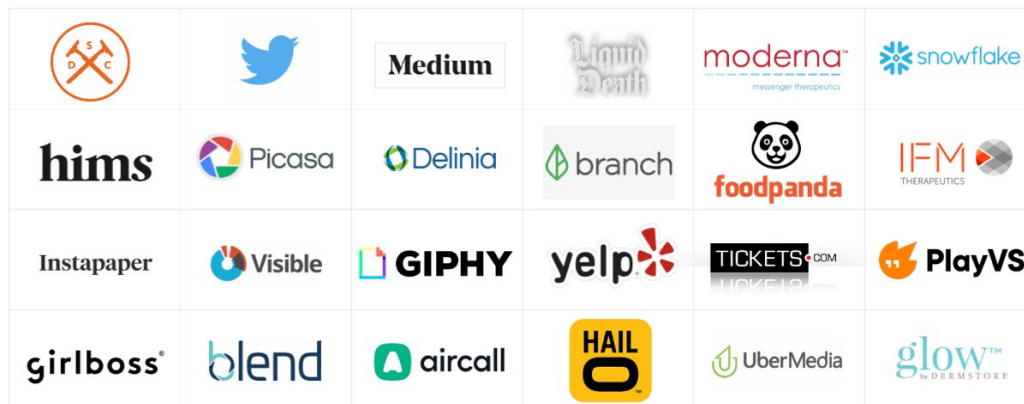 S
D C
Medium
Liquid
Death
moderna™
messenger therapeutics
snowflake
hims
Picasa
Delinia
branch
foodpanda
IFM
THERAPEUTICS
Instapaper
Visible
GIPHY
yelp
TICKETS.COM
PlayVS
girlboss®
blend
aircall
HAIL
O™
UberMedia
glow™
by DERMSTORE